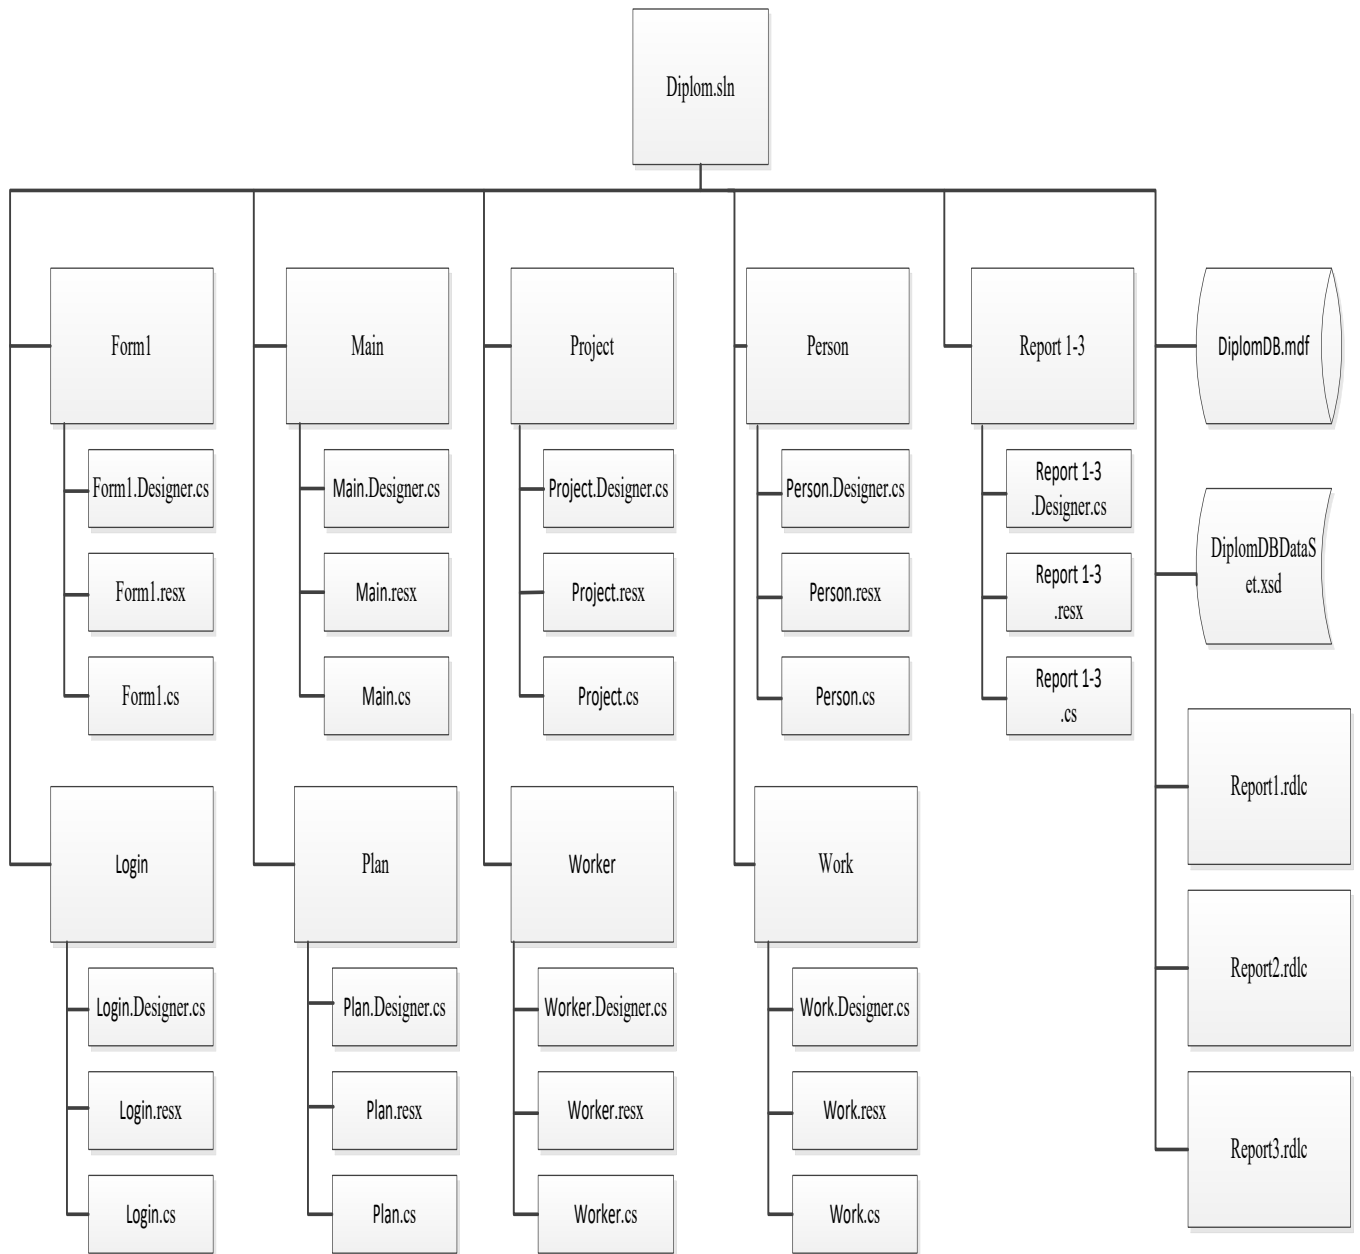 Diplom.sln
Form1
Main
Project
Person
Report 1-3
DiplomDB.mdf
Form1.Designer.cs
Main.Designer.cs
Project.Designer.cs
Person.Designer.cs
Report 1-3
.Designer.cs
DiplomDBDataS
et.xsd
Form1.resx
Main.resx
Project.resx
Person.resx
Report 1-3
.resx
Form1.cs
Main.cs
Project.cs
Person.cs
Report 1-3
.cs
Report1.rdlc
Login
Plan
Worker
Work
Report2.rdlc
Login.Designer.cs
Plan.Designer.cs
Worker.Designer.cs
Work.Designer.cs
Login.resx
Plan.resx
Worker.resx
Work.resx
Report3.rdlc
Login.cs
Plan.cs
Worker.cs
Work.cs